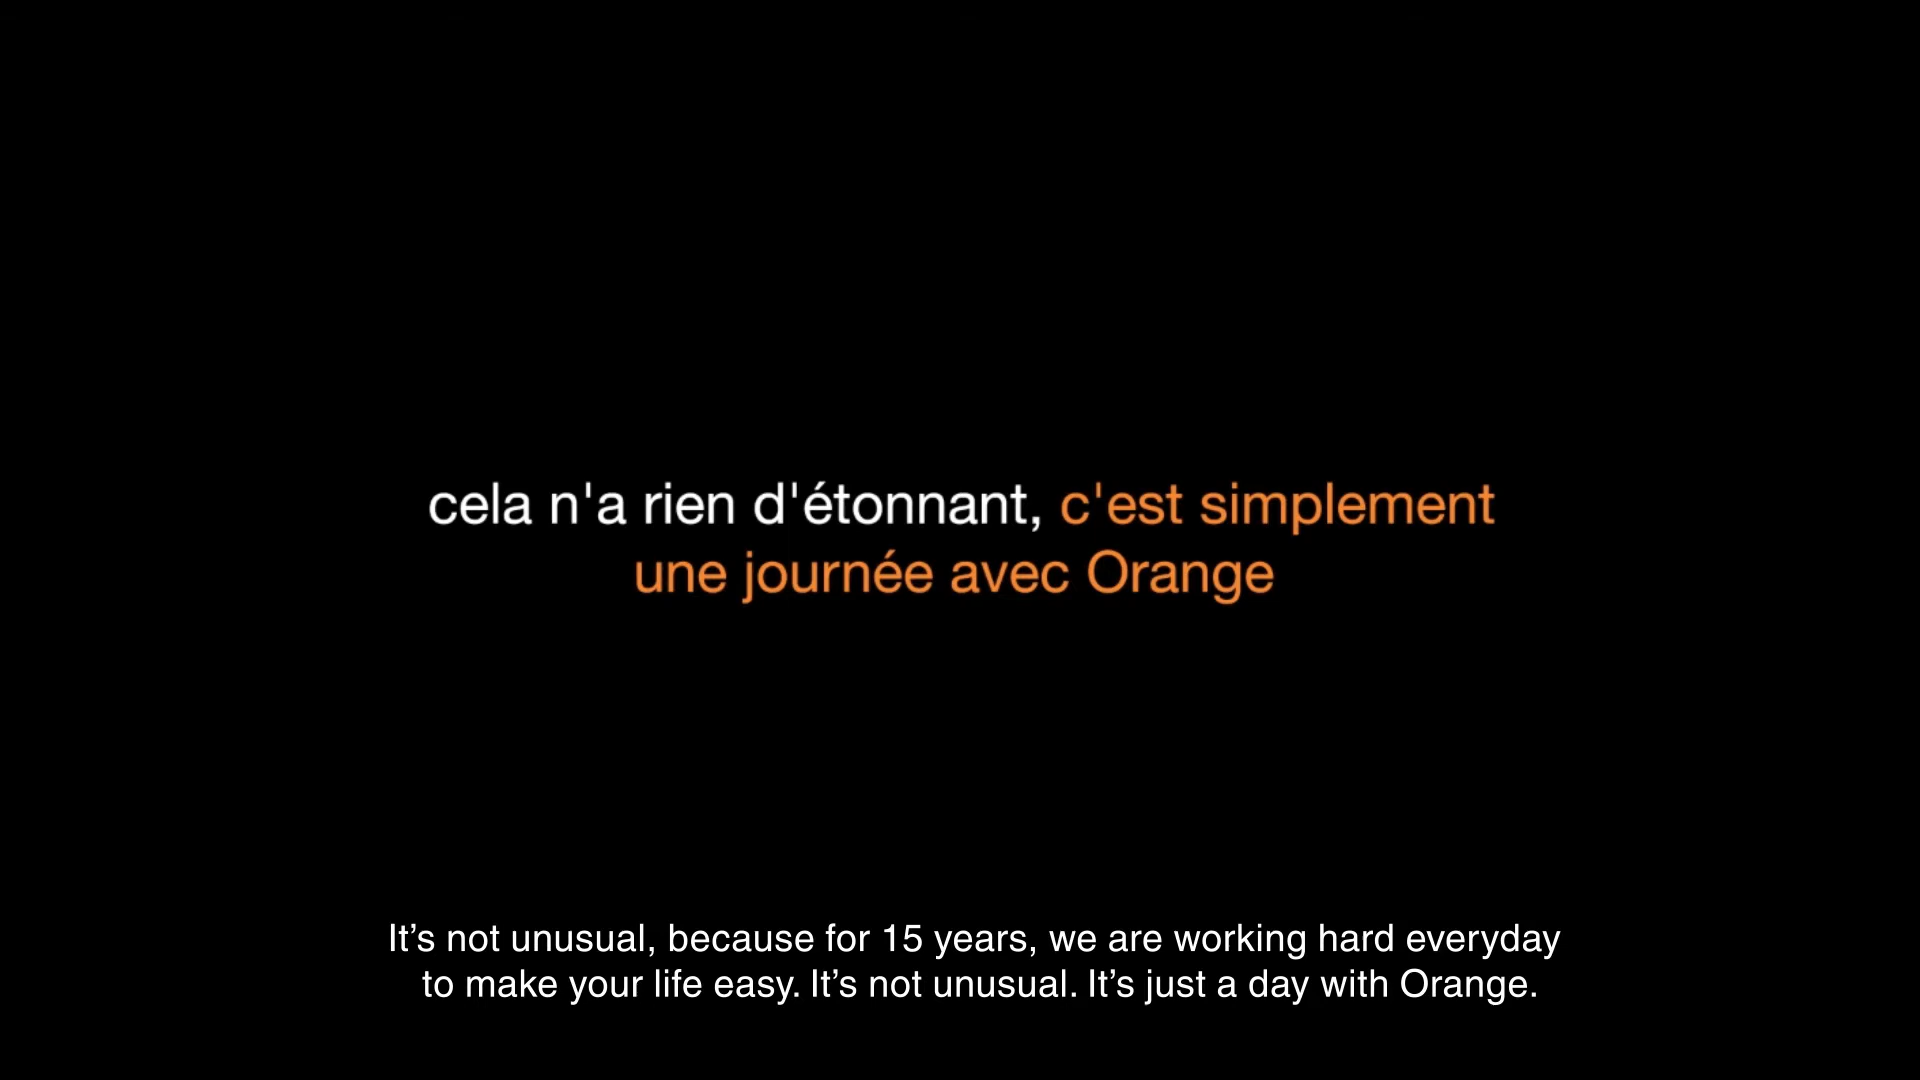 cela n'a rien d'étonnant, c'est simplement
une journée avec Orange
It’s not unusual, because for 15 years, we are working hard everyday
to make your life easy. It’s not unusual. It’s just a day with Orange.